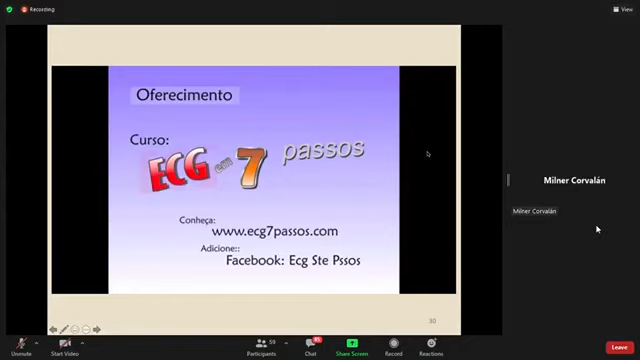 Recording
View
Oferecimento
Curso:
ECG em 7 passos
Conheça:
www.ecg7passos.com
Adicione::
Facebook: Ecg Ste Pssos
30
Milner Corvalán
Milner Corvalán
Unmute
Start Video
59
Participants
85
Chat
Share Screen
Record
Reactions
Leave